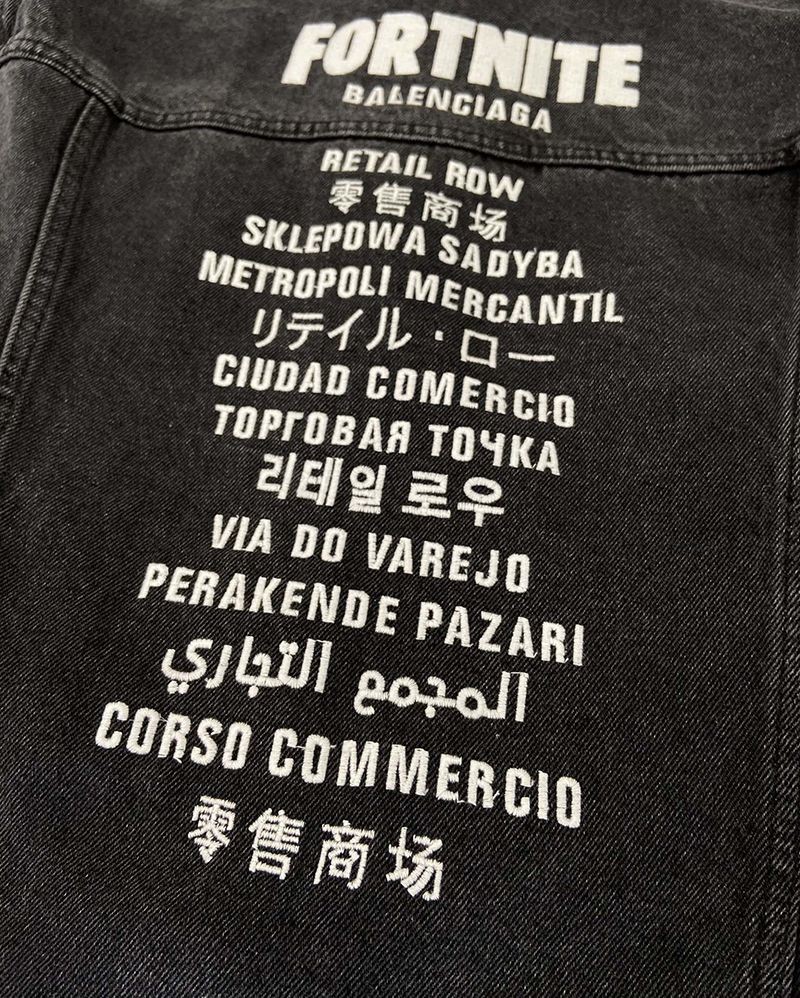 FORTNITE
BALENCIAGA
RETAIL ROW
零售商场
SKLEPOWA SADYBA
METROPOLI MERCANTIL
リテイル・ロー
CIUDAD COMERCIO
ТОРГОВАЯ ТОЧКА
리테일 로우
VIA DO VAREJO
PERAKENDE PAZARI
المجمع التجاري
CORSO COMMERCIO
零售商场